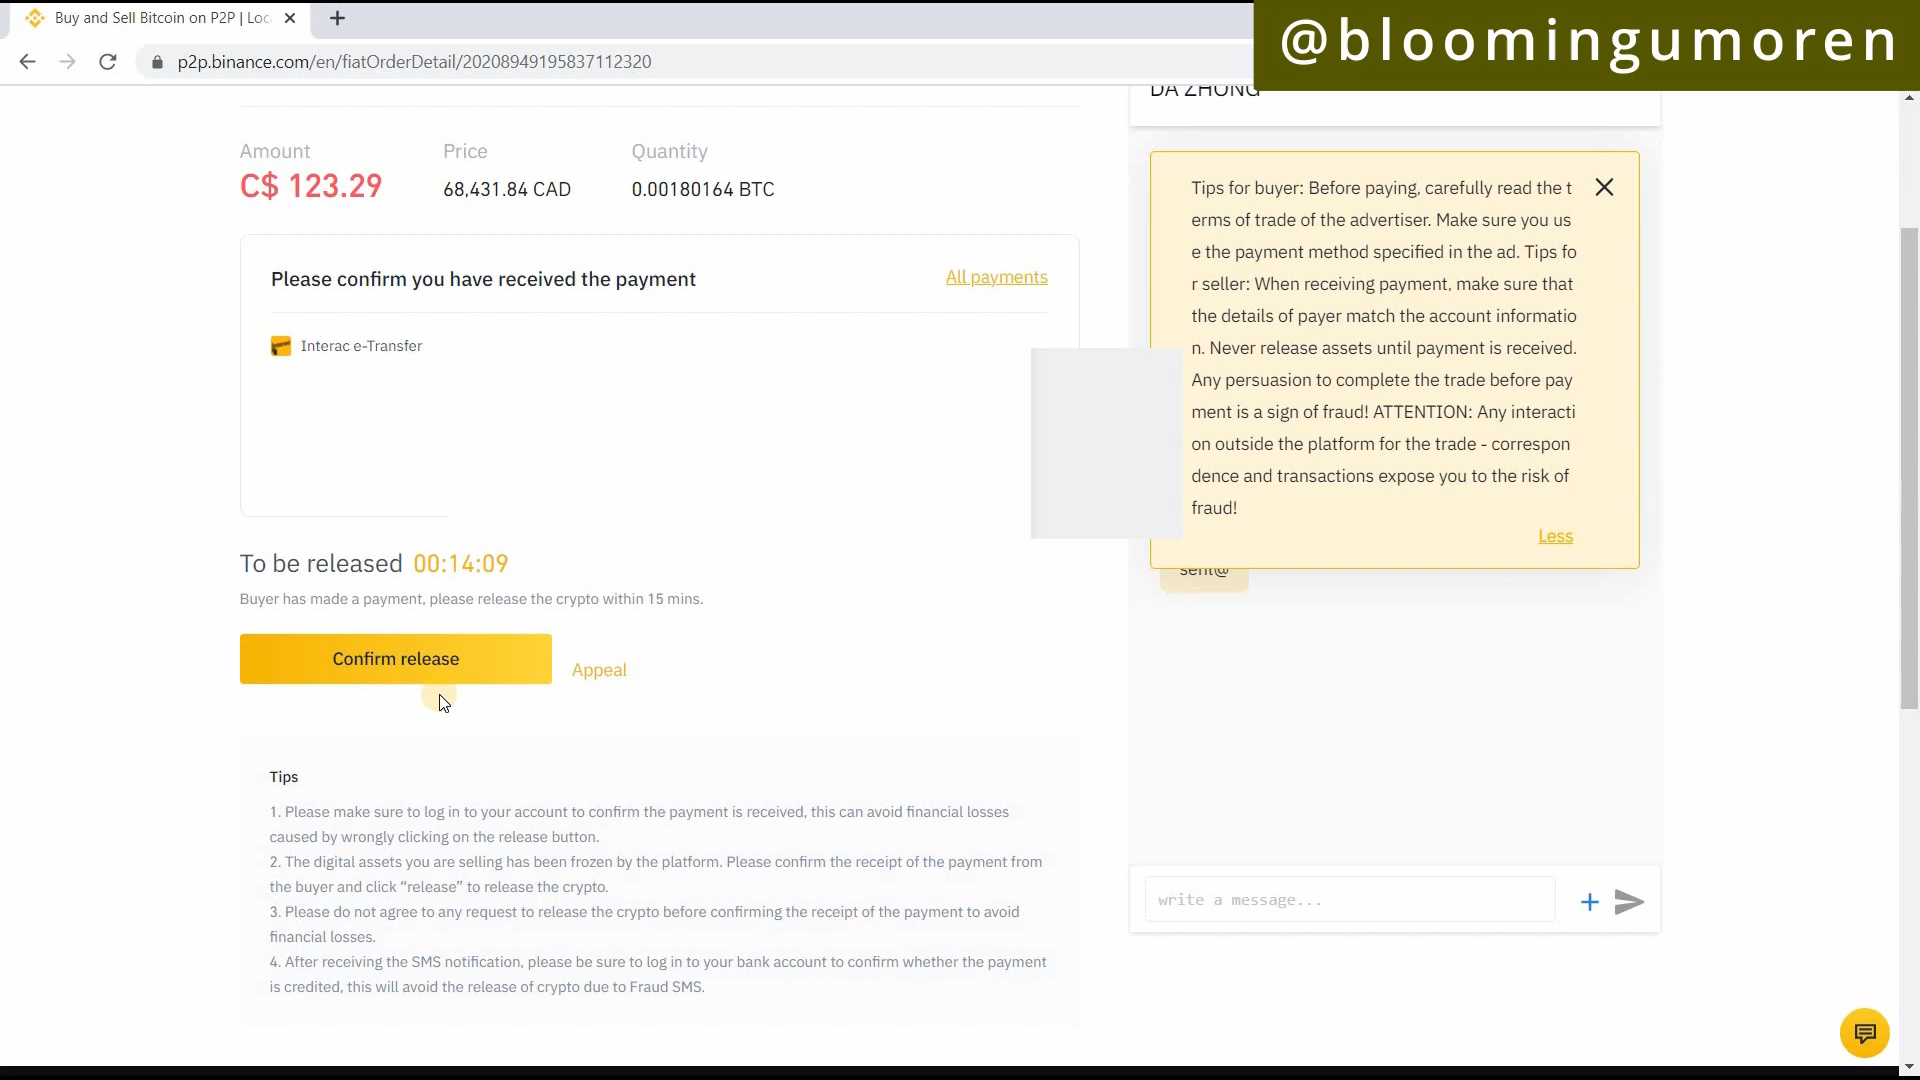 Buy and Sell Bitcoin on P2P | Loc
@bloomingumoren
p2p.binance.com/en/fiatOrderDetail/20208949195837112320
DA ZHONG
Amount
C$ 123.29
Price
68,431.84 CAD
Quantity
0.00180164 BTC
Please confirm you have received the payment
All payments
Interac e-Transfer
To be released 00:14:09
Buyer has made a payment, please release the crypto within 15 mins.
Confirm release
Appeal
Tips
1. Please make sure to log in to your account to confirm the payment is received, this can avoid financial losses
caused by wrongly clicking on the release button.
2. The digital assets you are selling has been frozen by the platform. Please confirm the receipt of the payment from
the buyer and click “release” to release the crypto.
3. Please do not agree to any request to release the crypto before confirming the receipt of the payment to avoid
financial losses.
4. After receiving the SMS notification, please be sure to log in to your bank account to confirm whether the payment
is credited, this will avoid the release of crypto due to Fraud SMS.
Tips for buyer: Before paying, carefully read the t
erms of trade of the advertiser. Make sure you us
e the payment method specified in the ad. Tips fo
r seller: When receiving payment, make sure that
the details of payer match the account informatio
n. Never release assets until payment is received.
Any persuasion to complete the trade before pay
ment is a sign of fraud! ATTENTION: Any interacti
on outside the platform for the trade - correspon
dence and transactions expose you to the risk of
fraud!
Less
sent@
write a message...